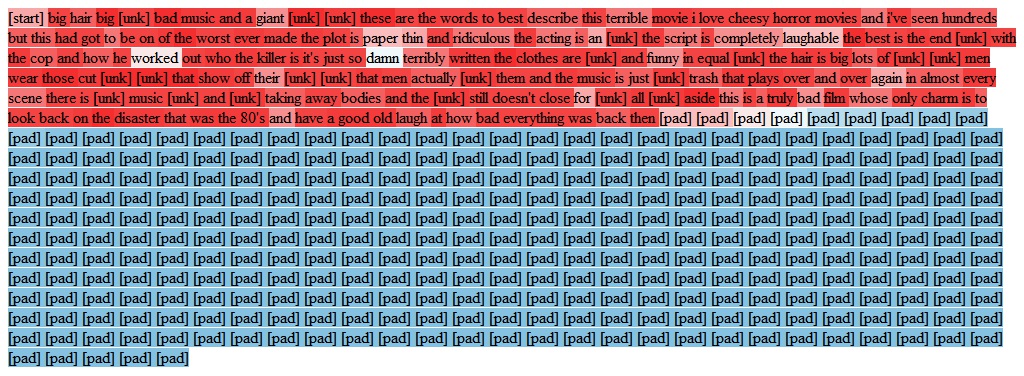 [start] big hair big [unk] bad music and a giant [unk] [unk] these are the words to best describe this terrible movie i love cheesy horror movies and i've seen hundreds
but this had got to be on of the worst ever made the plot is paper thin and ridiculous the acting is an [unk] the script is completely laughable the best is the end [unk] with
the cop and how he worked out who the killer is it's just so damn terribly written the clothes are [unk] and funny in equal [unk] the hair is big lots of [unk] [unk] men
wear those cut [unk] [unk] that show off their [unk] [unk] that men actually [unk] them and the music is just [unk] trash that plays over and over again in almost every
scene there is [unk] music [unk] and [unk] taking away bodies and the [unk] still doesn't close for [unk] all [unk] aside this is a truly bad film whose only charm is to
look back on the disaster that was the 80's and have a good old laugh at how bad everything was back then [pad] [pad] [pad] [pad] [pad] [pad] [pad] [pad] [pad]
[pad] [pad] [pad] [pad] [pad] [pad] [pad] [pad] [pad] [pad] [pad] [pad] [pad] [pad] [pad] [pad] [pad] [pad] [pad] [pad] [pad] [pad] [pad] [pad] [pad] [pad] [pad]
[pad] [pad] [pad] [pad] [pad] [pad] [pad] [pad] [pad] [pad] [pad] [pad] [pad] [pad] [pad] [pad] [pad] [pad] [pad] [pad] [pad] [pad] [pad] [pad] [pad] [pad] [pad]
[pad] [pad] [pad] [pad] [pad] [pad] [pad] [pad] [pad] [pad] [pad] [pad] [pad] [pad] [pad] [pad] [pad] [pad] [pad] [pad] [pad] [pad] [pad] [pad] [pad] [pad] [pad]
[pad] [pad] [pad] [pad] [pad] [pad] [pad] [pad] [pad] [pad] [pad] [pad] [pad] [pad] [pad] [pad] [pad] [pad] [pad] [pad] [pad] [pad] [pad] [pad] [pad] [pad] [pad]
[pad] [pad] [pad] [pad] [pad] [pad] [pad] [pad] [pad] [pad] [pad] [pad] [pad] [pad] [pad] [pad] [pad] [pad] [pad] [pad] [pad] [pad] [pad] [pad] [pad] [pad] [pad]
[pad] [pad] [pad] [pad] [pad] [pad] [pad] [pad] [pad] [pad] [pad] [pad] [pad] [pad] [pad] [pad] [pad] [pad] [pad] [pad] [pad] [pad] [pad] [pad] [pad] [pad] [pad]
[pad] [pad] [pad] [pad] [pad] [pad] [pad] [pad] [pad] [pad] [pad] [pad] [pad] [pad] [pad] [pad] [pad] [pad] [pad] [pad] [pad] [pad] [pad] [pad] [pad] [pad] [pad]
[pad] [pad] [pad] [pad] [pad] [pad] [pad] [pad] [pad] [pad] [pad] [pad] [pad] [pad] [pad] [pad] [pad] [pad] [pad] [pad] [pad] [pad] [pad] [pad] [pad] [pad] [pad]
[pad] [pad] [pad] [pad] [pad] [pad] [pad] [pad] [pad] [pad] [pad] [pad] [pad] [pad] [pad] [pad] [pad] [pad] [pad] [pad] [pad] [pad] [pad] [pad] [pad] [pad] [pad]
[pad] [pad] [pad] [pad] [pad] [pad] [pad] [pad] [pad] [pad] [pad] [pad] [pad] [pad] [pad] [pad] [pad] [pad] [pad] [pad] [pad] [pad] [pad] [pad] [pad] [pad] [pad]
[pad] [pad] [pad] [pad] [pad] [pad] [pad] [pad] [pad] [pad] [pad] [pad] [pad] [pad] [pad] [pad] [pad] [pad] [pad] [pad] [pad] [pad] [pad] [pad] [pad] [pad] [pad]
[pad] [pad] [pad] [pad] [pad]